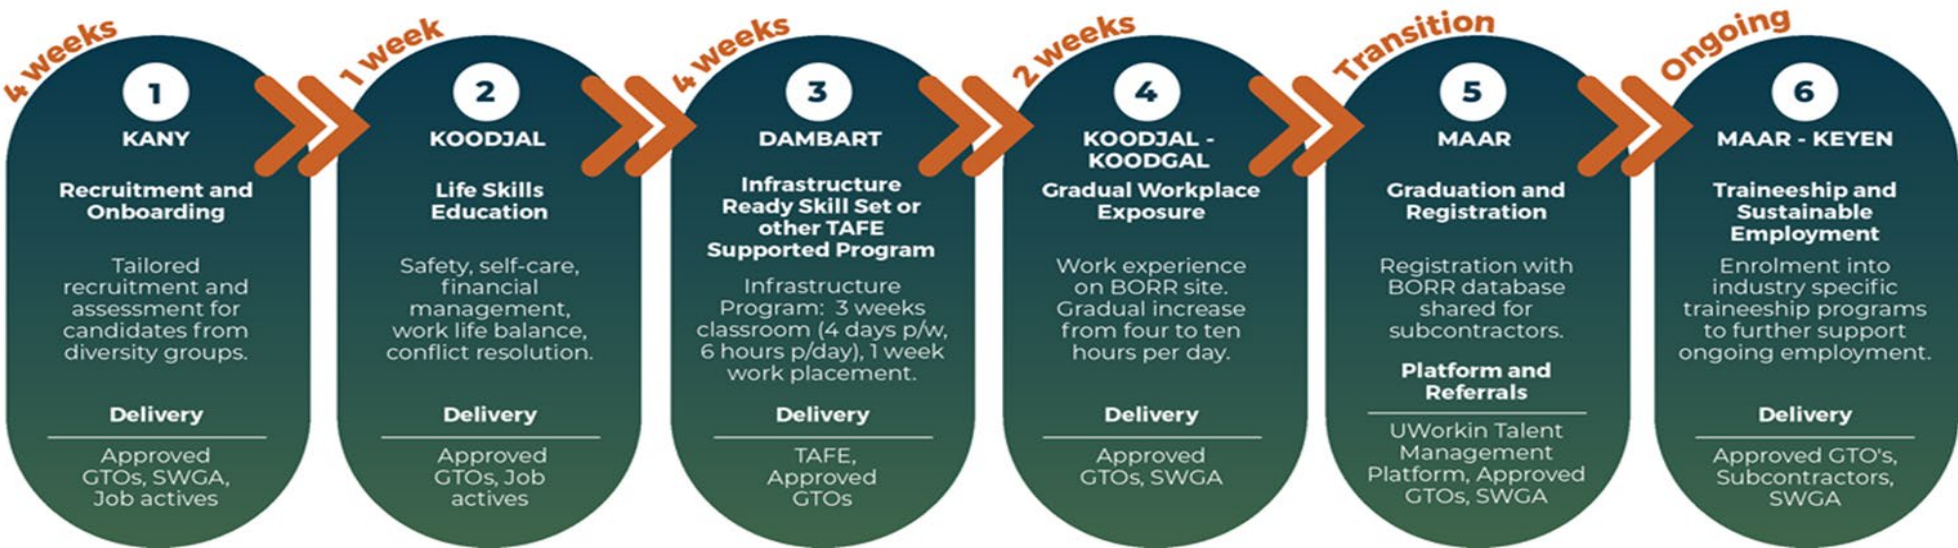 4 weeks
1
KANY
Recruitment and
Onboarding
Tailored
recruitment and
assessment for
candidates from
diversity groups.
Delivery
Approved
GTOs, SWGA,
Job actives
1 week
2
KOODJAL
Life Skills
Education
Safety, self-care,
financial
management,
work life balance,
conflict resolution.
Delivery
Approved
GTOs, Job
actives
4 weeks
3
DAMBART
Infrastructure
Ready Skill Set or
other TAFE
Supported Program
Infrastructure
Program: 3 weeks
classroom (4 days p/w,
6 hours p/day), 1 week
work placement.
Delivery
TAFE,
Approved
GTOs
2 weeks
4
KOODJAL -
KOODGAL
Gradual Workplace
Exposure
Work experience
on BORR site.
Gradual increase
from four to ten
hours per day.
Delivery
Approved
GTOs, SWGA
Transition
5
MAAR
Graduation and
Registration
Registration with
BORR database
shared for
subcontractors.
Platform and
Referrals
UWorkin Talent
Management
Platform, Approved
GTOs, SWGA
Ongoing
6
MAAR - KEYEN
Traineeship and
Sustainable
Employment
Enrolment into
industry specific
traineeship programs
to further support
ongoing employment.
Delivery
Approved GTO's,
Subcontractors,
SWGA